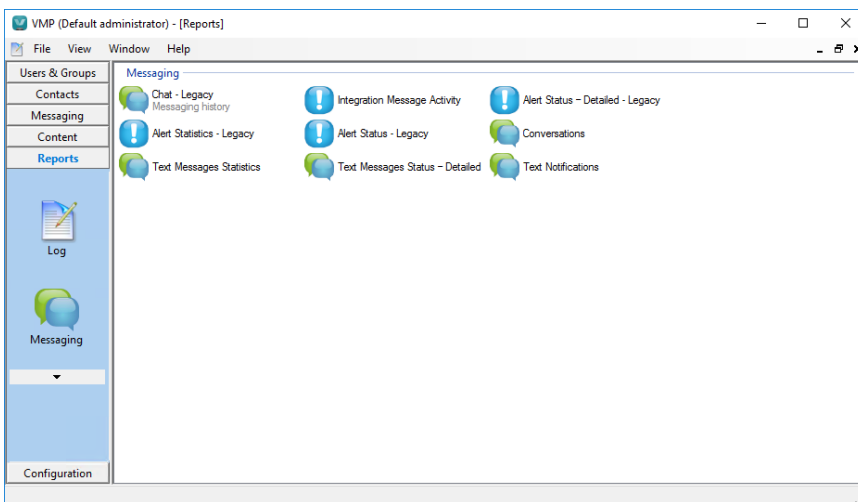 VMP (Default administrator) - [Reports]
File View Window Help
Users & Groups
Contacts
Messaging
Content
Reports
Log
Messaging
Configuration
Messaging
Chat - Legacy
Messaging history
Integration Message Activity
Alert Status – Detailed - Legacy
Alert Statistics - Legacy
Alert Status - Legacy
Conversations
Text Messages Statistics
Text Messages Status – Detailed
Text Notifications